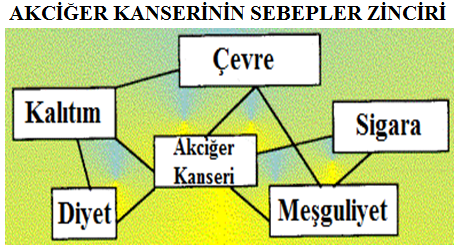 AKCİĞER KANSERİNİN SEBEPLER ZİNCİRİ
Çevre
Kalıtım
Sigara
Akciğer
Kanseri
Diyet
Meşguliyet